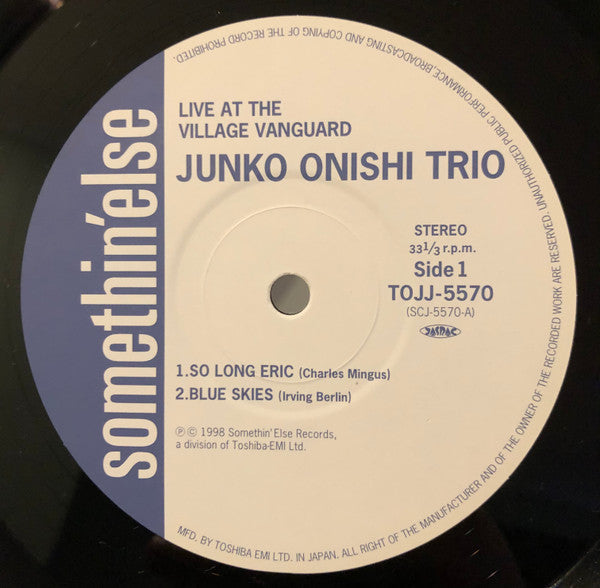 somethin'else
LIVE AT THE
VILLAGE VANGUARD
JUNKO ONISHI TRIO
STEREO
33 1/3 r.p.m.
Side 1
TOJJ-5570
(SCJ-5570-A)
JASRAC
1.SO LONG ERIC (Charles Mingus)
2.BLUE SKIES (Irving Berlin)
℗ © 1998 Somethin' Else Records,
a division of Toshiba-EMI Ltd.
MFD. BY TOSHIBA EMI LTD. IN JAPAN. ALL RIGHT OF THE MANUFACTURER AND OF THE OWNER OF THE RECORDED WORK ARE RESERVED. UNAUTHORIZED PUBLIC PERFORMANCE, BROADCASTING AND COPYING OF THE RECORD PROHIBITED.